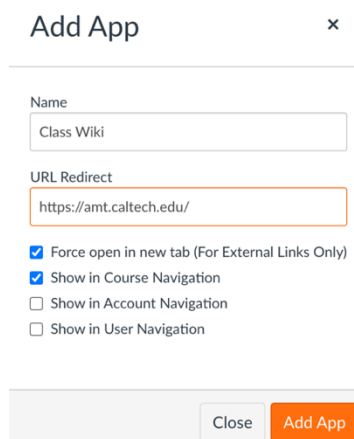 Add App ×
Name
Class Wiki
URL Redirect
https://amt.caltech.edu/
Force open in new tab (For External Links Only)
Show in Course Navigation
Show in Account Navigation
Show in User Navigation
Close Add App